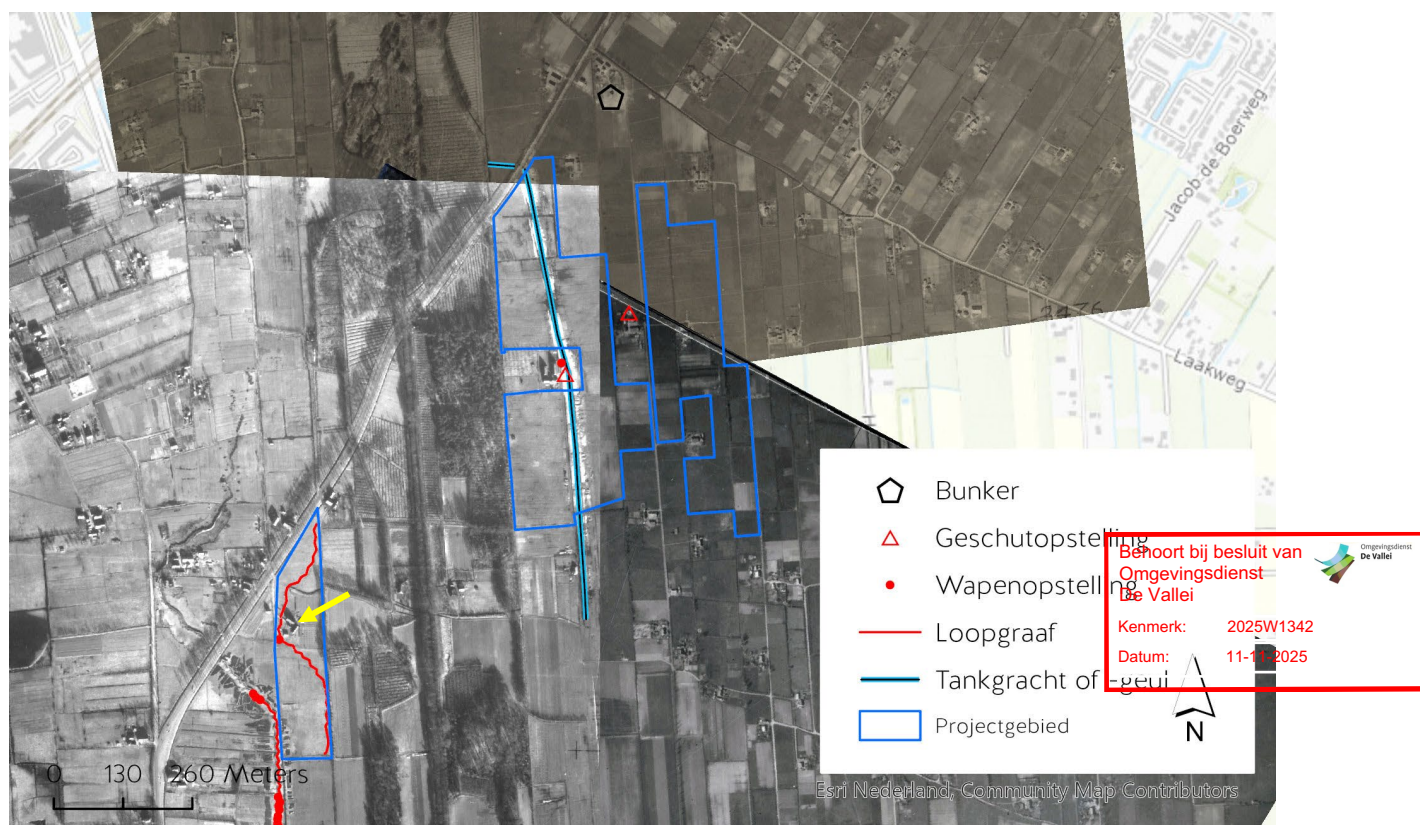 Jacob de Boerweg
Laakweg
Bunker
Geschutopstelling
Wapenopstelling
Loopgraaf
Tankgracht of -geul
Projectgebied
N
Behoort bij besluit van
Omgevingsdienst
De Vallei
Kenmerk: 2025W1342
Datum: 11-11-2025
Omgevingsdienst
De Vallei
0 130 260 Meters
Esri Nederland, Community Map Contributors